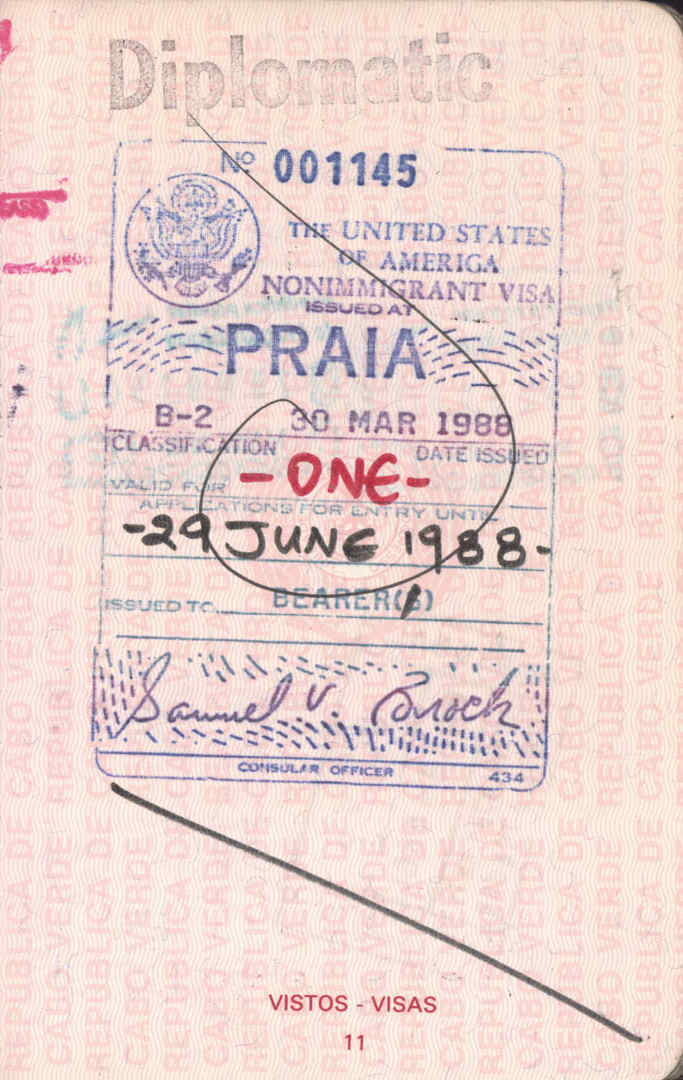 Diplomatic
Nº 001145
THE UNITED STATES
OF AMERICA
NONIMMIGRANT VISA
ISSUED AT
PRAIA
B-2 30 MAR 1988
CLASSIFICATION DATE ISSUED
-ONE-
VALID FOR
APPLICATIONS FOR ENTRY UNTIL
-29 JUNE 1988-
ISSUED TO BEARER(S)
Samuel V. Brock
CONSULAR OFFICER 434
VISTOS - VISAS
11